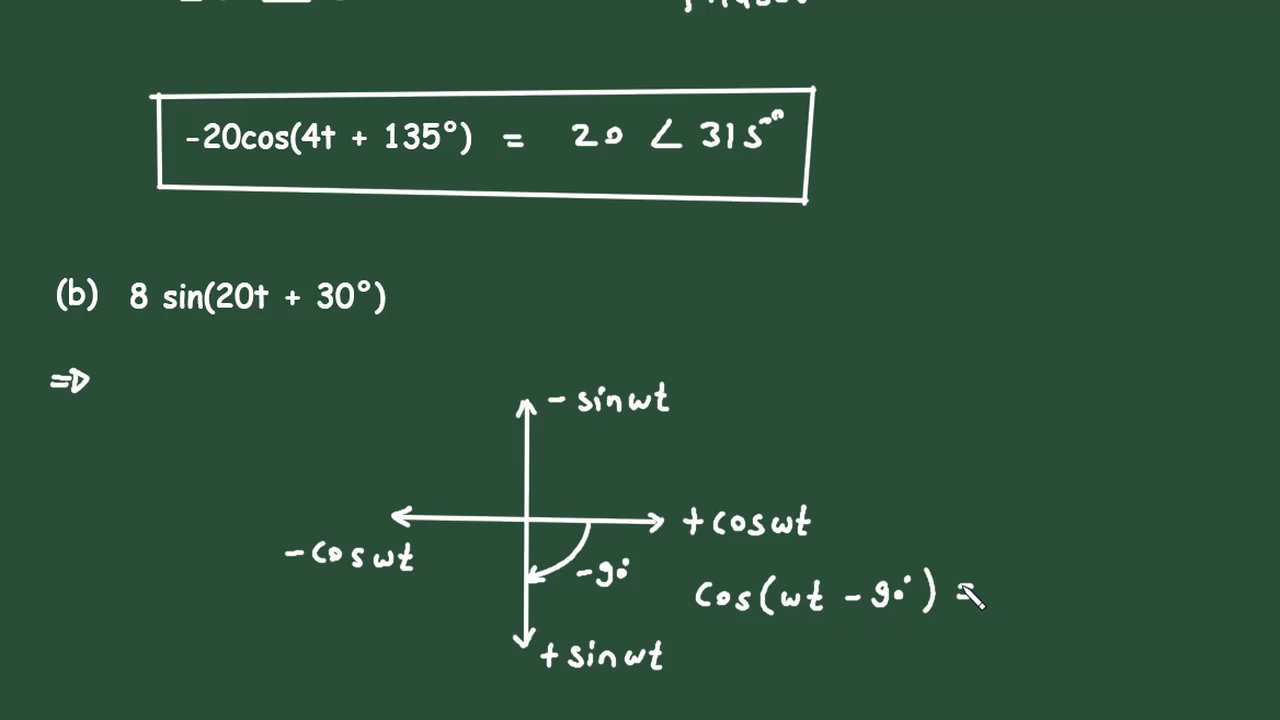 -20cos(4t + 135°) = 20 ∠ 315°
(b) 8 sin(20t + 30°)
⇒
- sinωt
+ cosωt
- cosωt
-90°
cos(ωt - 90°) =
+ sinωt